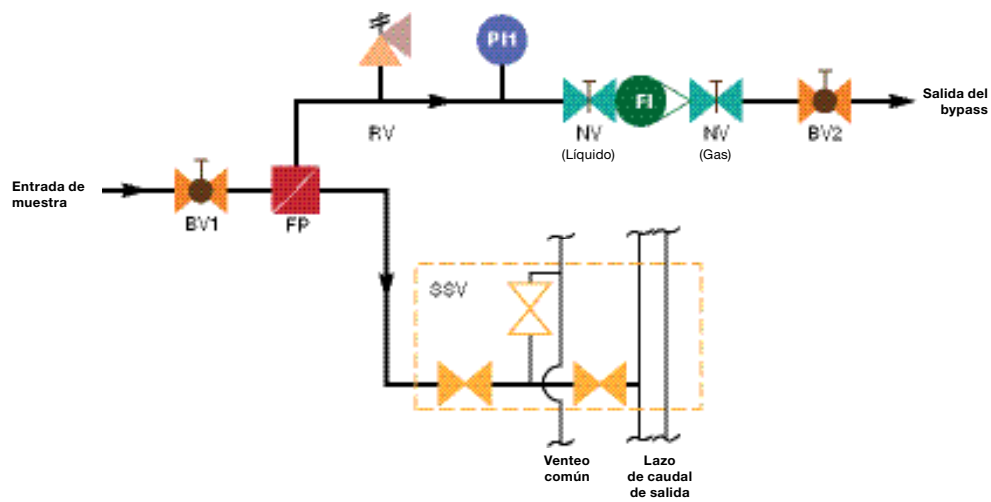 PI1
FI
Salida del
bypass
RV
NV
(Líquido)
NV
(Gas)
BV2
Entrada de
muestra
BV1
FP
SSV
Venteo
común
Lazo
de caudal
de salida